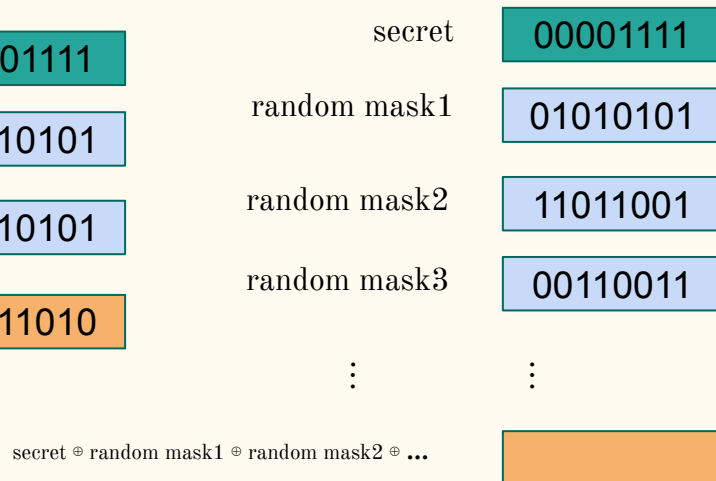 secret 00001111
01111
random mask1 01010101
10101
random mask2 11011001
10101
random mask3 00110011
11010
⋮ ⋮
secret ⊕ random mask1 ⊕ random mask2 ⊕ ...